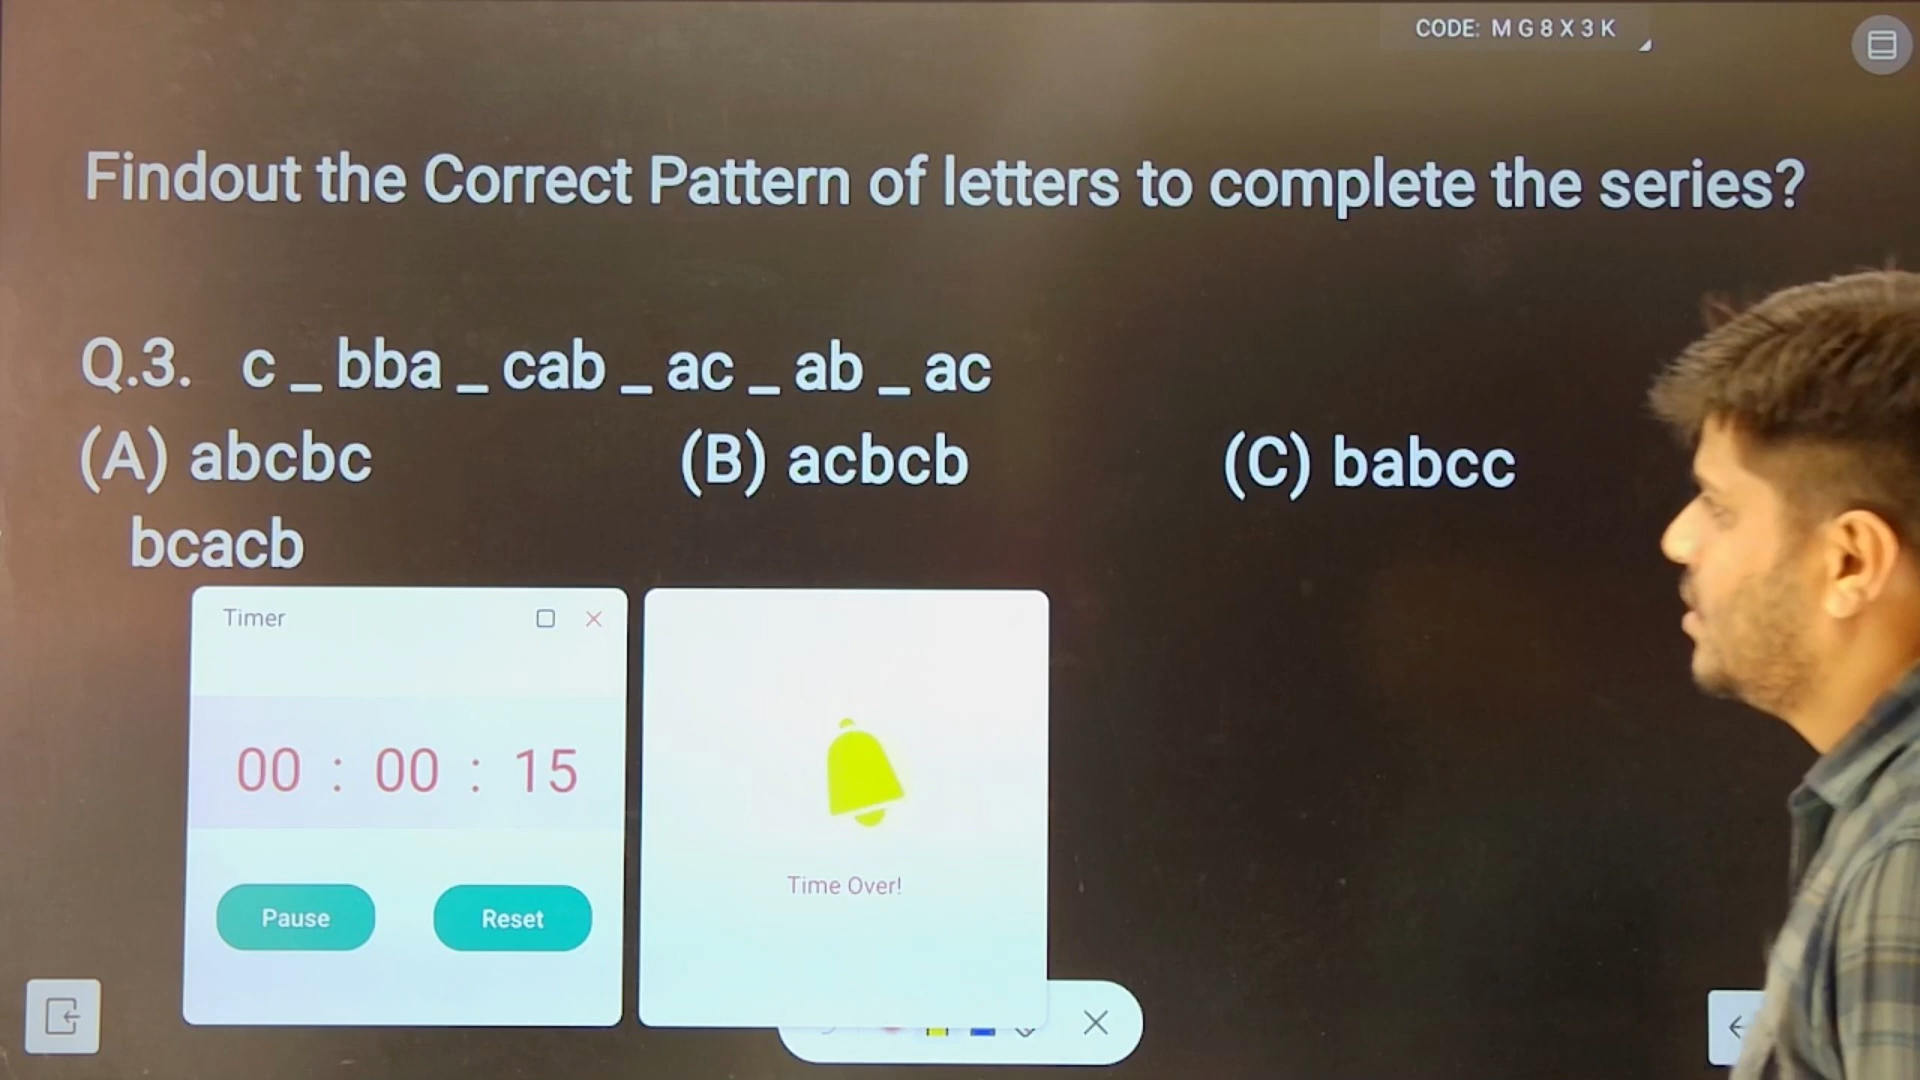 CODE: M G 8 X 3 K
Findout the Correct Pattern of letters to complete the series?
Q.3. c _ bba _ cab _ ac _ ab _ ac
(A) abcbc (B) acbcb (C) babcc
bcacb
Timer
00 : 00 : 15
Pause Reset
Time Over!